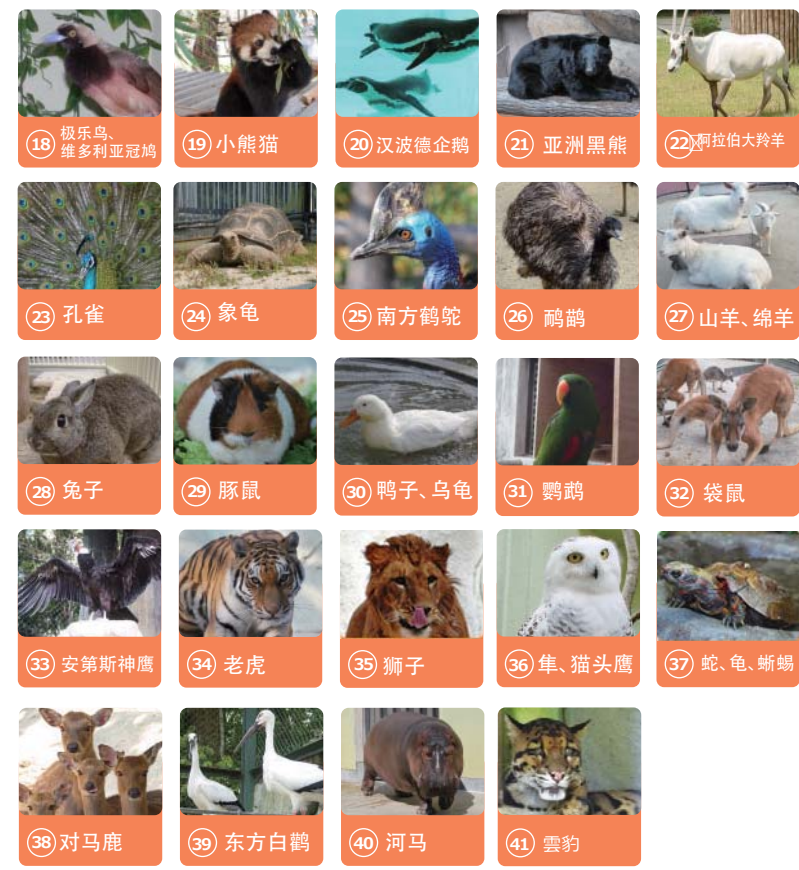 ⑱ 极乐鸟、
维多利亚冠鸠
⑲ 小熊猫
⑳ 汉波德企鹅
㉑ 亚洲黑熊
㉒ 阿拉伯大羚羊
㉓ 孔雀
㉔ 象龟
㉕ 南方鹤鸵
㉖ 鸸鹋
㉗ 山羊、绵羊
㉘ 兔子
㉙ 豚鼠
㉚ 鸭子、乌龟
㉛ 鹦鹉
㉜ 袋鼠
㉝ 安第斯神鹰
㉞ 老虎
㉟ 狮子
㊱ 隼、猫头鹰
㊲ 蛇、龟、蜥蜴
㊳ 对马鹿
㊴ 东方白鹳
㊵ 河马
㊶ 雲豹